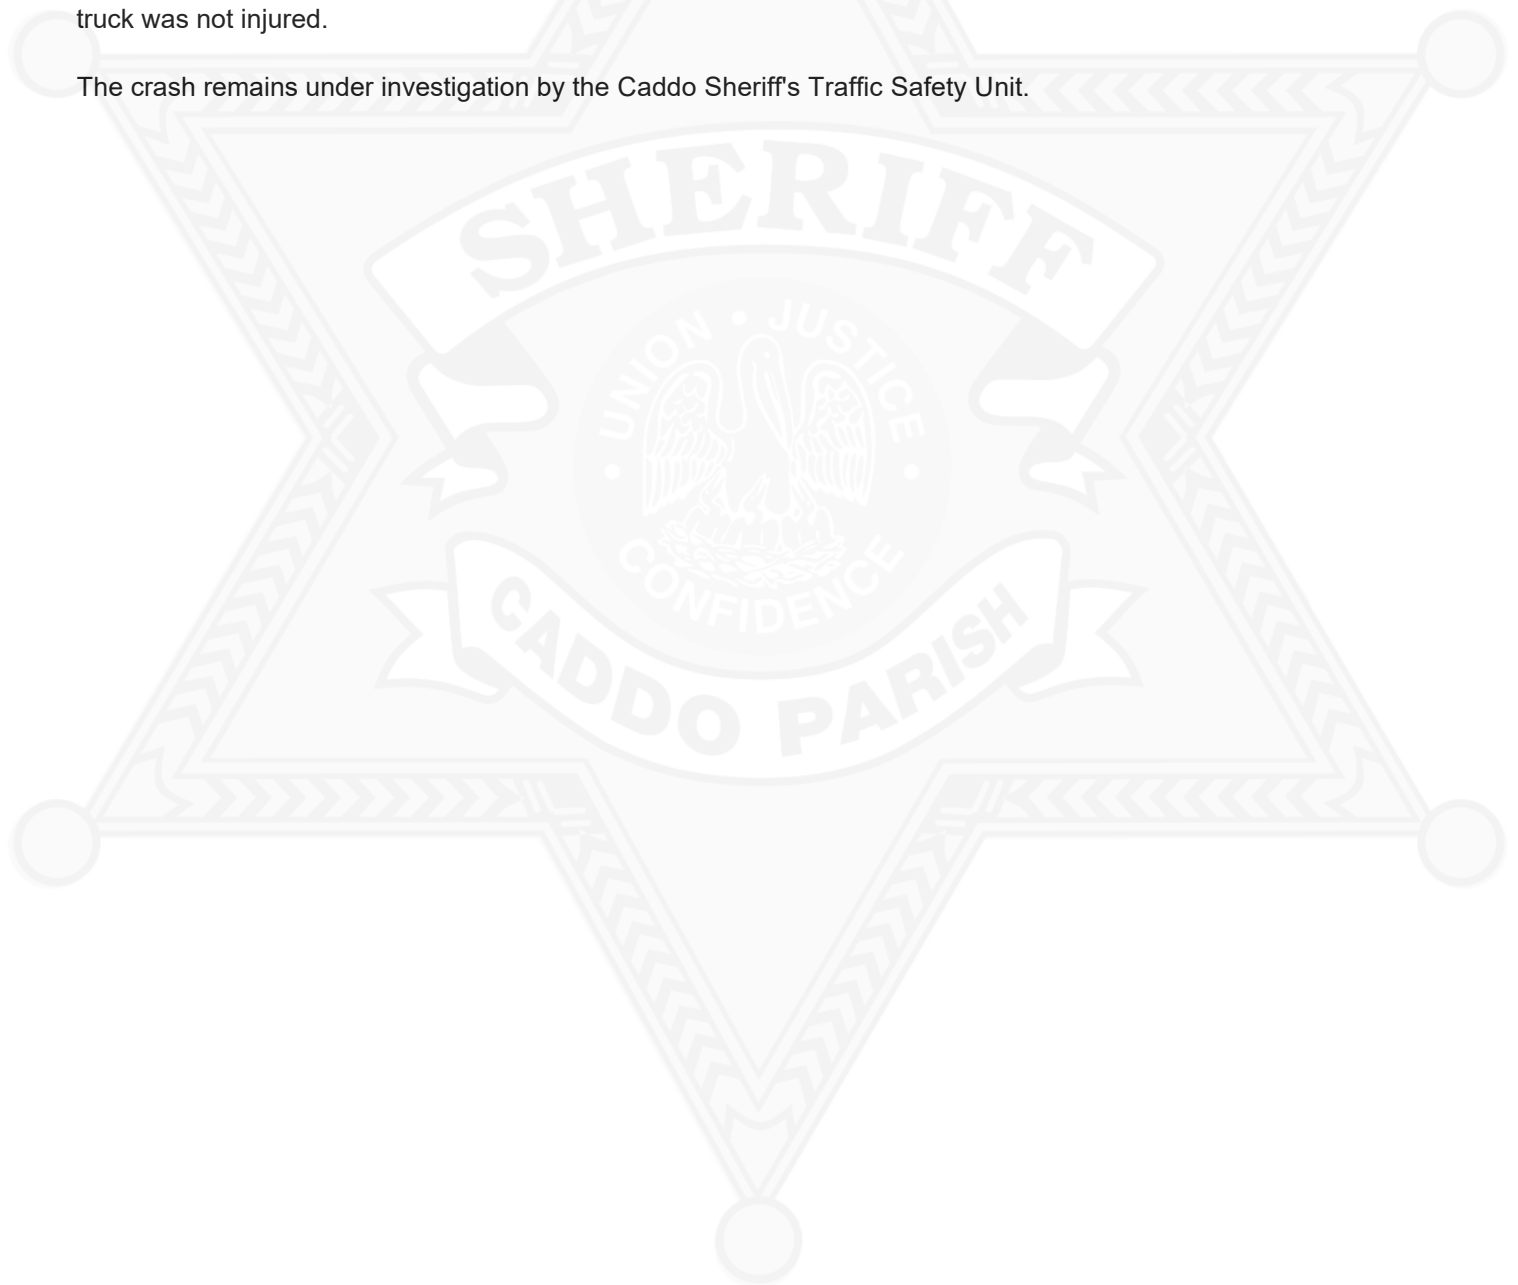 truck was not injured.
The crash remains under investigation by the Caddo Sheriff's Traffic Safety Unit.
SHERIFF
UNION • JUSTICE
• CONFIDENCE •
CADDO PARISH